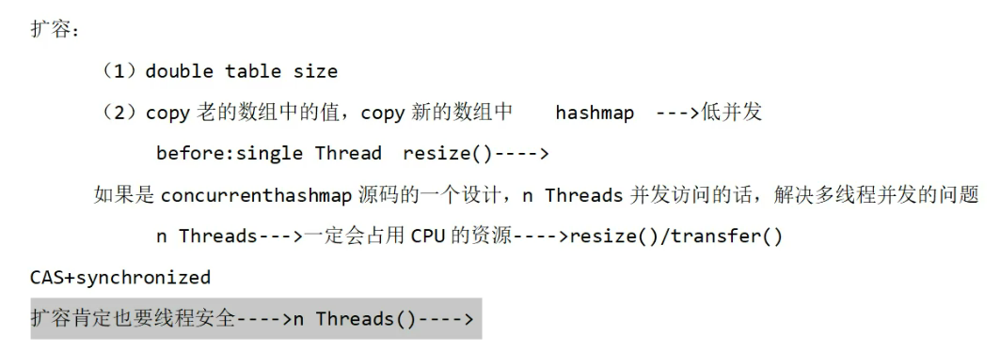 扩容：
（1）double table size
（2）copy 老的数组中的值，copy 新的数组中 hashmap --->低并发
before:single Thread resize()---->
如果是 concurrenthashmap 源码的一个设计，n Threads 并发访问的话，解决多线程并发的问题
n Threads--->一定会占用 CPU 的资源---->resize()/transfer()
CAS+synchronized
扩容肯定也要线程安全---->n Threads()---->